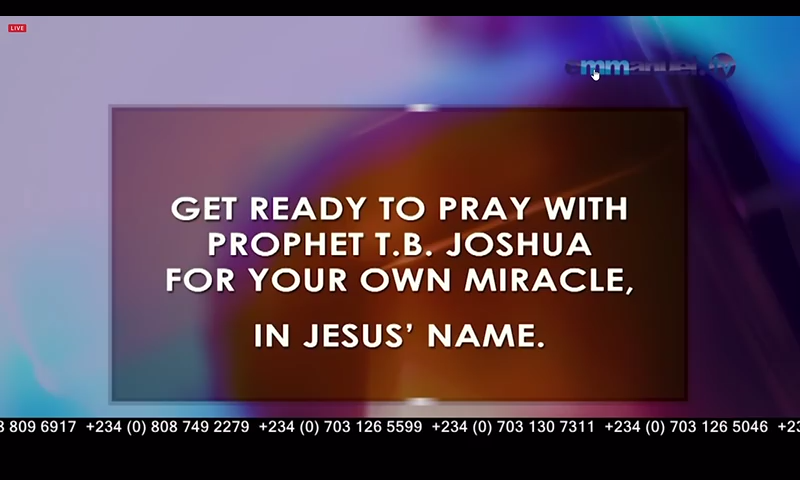 LIVE
emmanuel.tv
GET READY TO PRAY WITH
PROPHET T.B. JOSHUA
FOR YOUR OWN MIRACLE,
IN JESUS’ NAME.
8 809 6917 +234 (0) 808 749 2279 +234 (0) 703 126 5599 +234 (0) 703 130 7311 +234 (0) 703 126 5046 +23